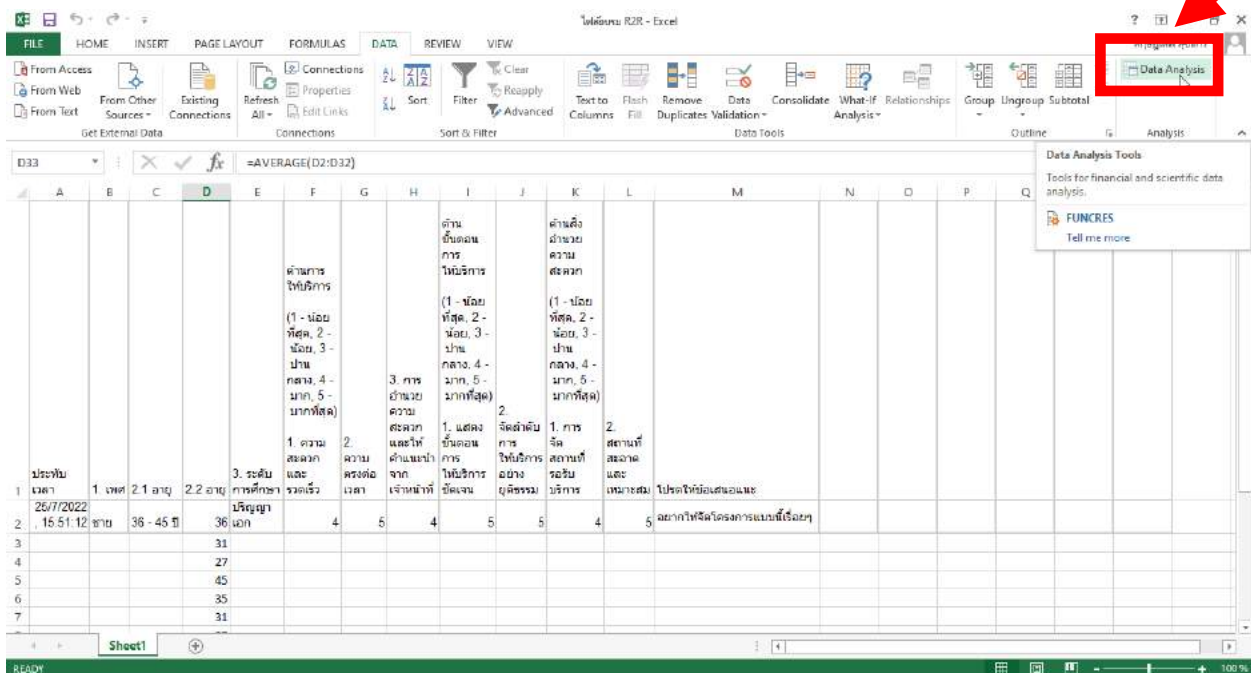 ไฟล์อบรม R2R - Excel
FILE HOME INSERT PAGE LAYOUT FORMULAS DATA REVIEW VIEW
From Access
From Web
From Text
From Other Sources
Existing Connections
Get External Data
Refresh All
Connections
Properties
Edit Links
Connections
Sort
Filter
Clear
Reapply
Advanced
Sort & Filter
Text to Columns
Flash Fill
Remove Duplicates
Data Validation
Consolidate
What-If Analysis
Relationships
Data Tools
Group
Ungroup
Subtotal
Outline
Data Analysis
Analysis
D33 fx =AVERAGE(D2:D32)
Data Analysis Tools
Tools for financial and scientific data
analysis.
FUNCRES
Tell me more
A B C D E F G H I J K L M N O P Q
1
ประทับ
เวลา
1. เพศ
2.1 อายุ
2.2 อายุ
3. ระดับ
การศึกษา
ด้านการ
ให้บริการ
(1 - น้อย
ที่สุด, 2 -
น้อย, 3 -
ปาน
กลาง, 4 -
มาก, 5 -
มากที่สุด)
1. ความ
สะดวก
และ
รวดเร็ว
2.
ความ
ตรงต่อ
เวลา
3. การ
อำนวย
ความ
สะดวก
และให้
คำแนะนำ
จาก
เจ้าหน้าที่
ด้าน
ขั้นตอน
การ
ให้บริการ
(1 - น้อย
ที่สุด, 2 -
น้อย, 3 -
ปาน
กลาง, 4 -
มาก, 5 -
มากที่สุด)
1. แสดง
ขั้นตอน
การ
ให้บริการ
ชัดเจน
2.
จัดลำดับ
การ
ให้บริการ
อย่าง
ยุติธรรม
ด้านสิ่ง
อำนวย
ความ
สะดวก
(1 - น้อย
ที่สุด, 2 -
น้อย, 3 -
ปาน
กลาง, 4 -
มาก, 5 -
มากที่สุด)
1. การ
จัด
สถานที่
รอรับ
บริการ
2.
สถานที่
สะอาด
และ
เหมาะสม
โปรดให้ข้อเสนอแนะ
2
25/7/2022
, 15:51:12
ชาย
36 - 45 ปี
36
ปริญญา
เอก
4 5 4 5 5 4 5
อยากให้จัดโครงการแบบนี้เรื่อยๆ
3 31
4 27
5 45
6 35
7 31
Sheet1
READY 100%